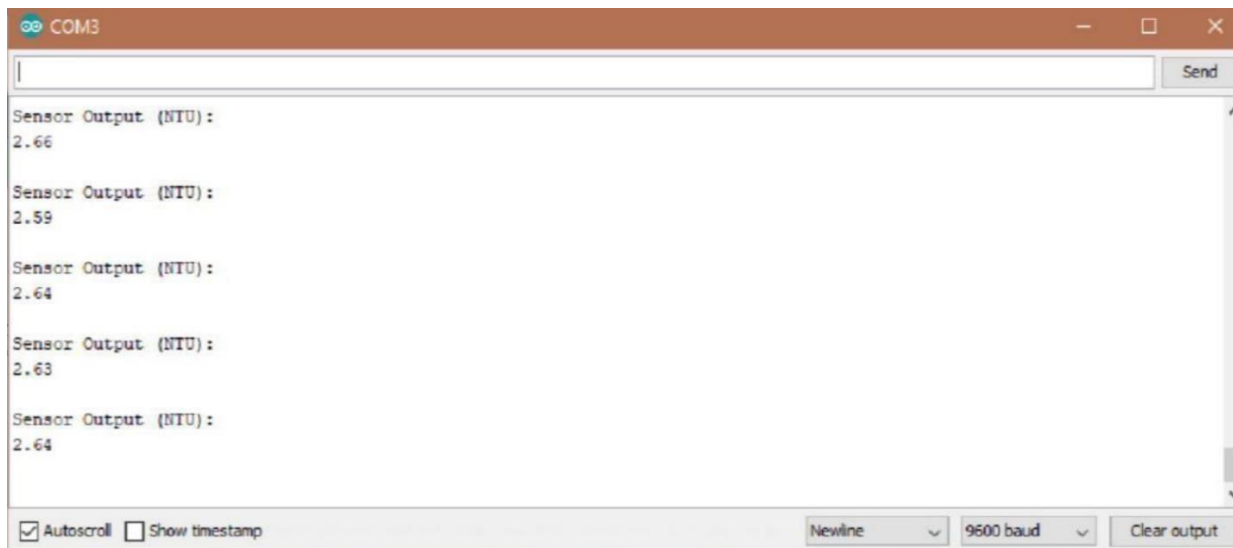 COM3
Send
Sensor Output (NTU):
2.66
Sensor Output (NTU):
2.59
Sensor Output (NTU):
2.64
Sensor Output (NTU):
2.63
Sensor Output (NTU):
2.64
Autoscroll Show timestamp Newline 9600 baud Clear output